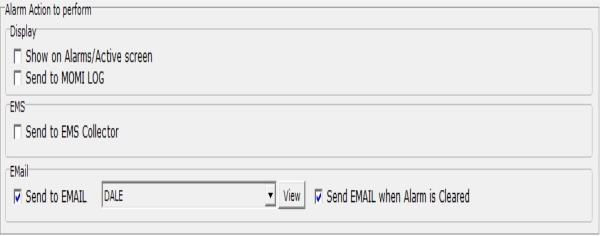 Alarm Action to perform
Display
Show on Alarms/Active screen
Send to MOMI LOG
EMS
Send to EMS Collector
EMail
Send to EMAIL DALE View Send EMAIL when Alarm is Cleared